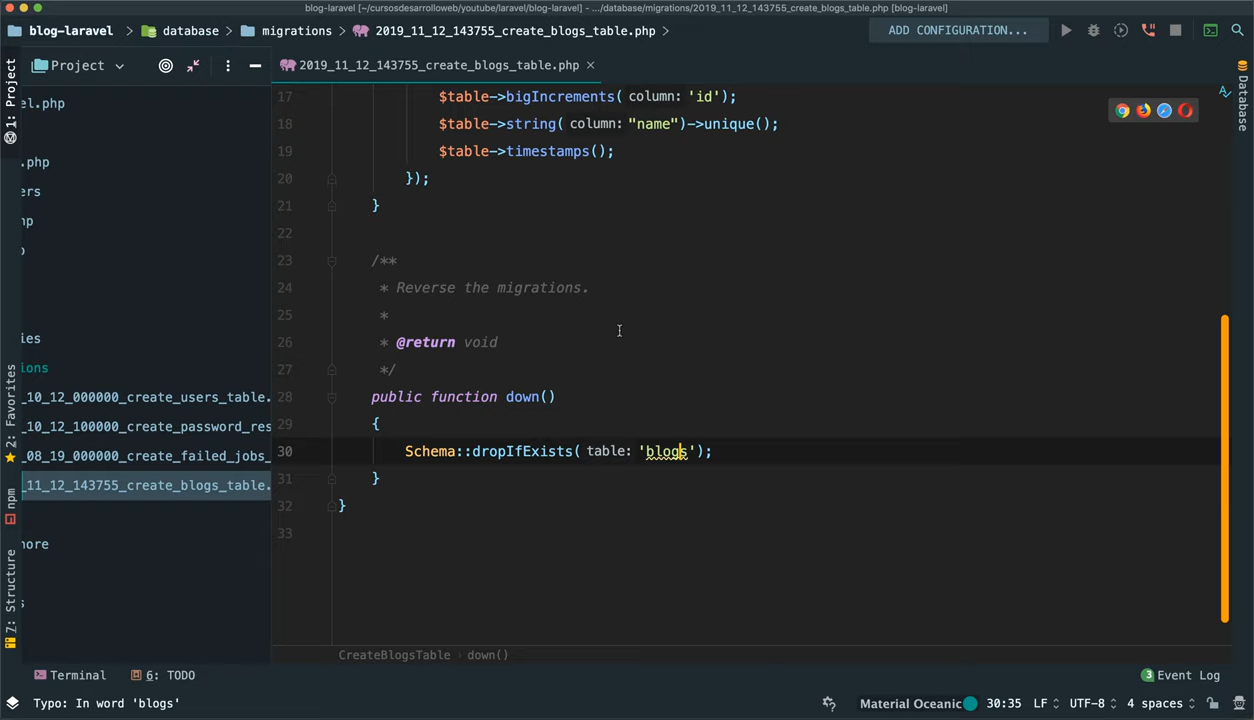 blog-laravel [~/cursosdesarrolloweb/youtube/laravel/blog-laravel] - .../database/migrations/2019_11_12_143755_create_blogs_table.php [blog-laravel]
blog-laravel database migrations 2019_11_12_143755_create_blogs_table.php ADD CONFIGURATION...
1: Project
Project
2019_11_12_143755_create_blogs_table.php
Database
el.php
.php
ers
np
ies
ions
_10_12_000000_create_users_table.
_10_12_100000_create_password_res
_08_19_000000_create_failed_jobs_
_11_12_143755_create_blogs_table.
nore
s
2: Favorites
npm
Z: Structure
17 $table->bigIncrements( column: 'id');
18 $table->string( column: "name")->unique();
19 $table->timestamps();
20 });
21 }
22
23 /**
24 * Reverse the migrations.
25 *
26 * @return void
27 */
28 public function down()
29 {
30 Schema::dropIfExists( table: 'blogs');
31 }
32 }
33
CreateBlogsTable down()
Terminal 6: TODO 3 Event Log
Typo: In word 'blogs' Material Oceanic 30:35 LF UTF-8 4 spaces